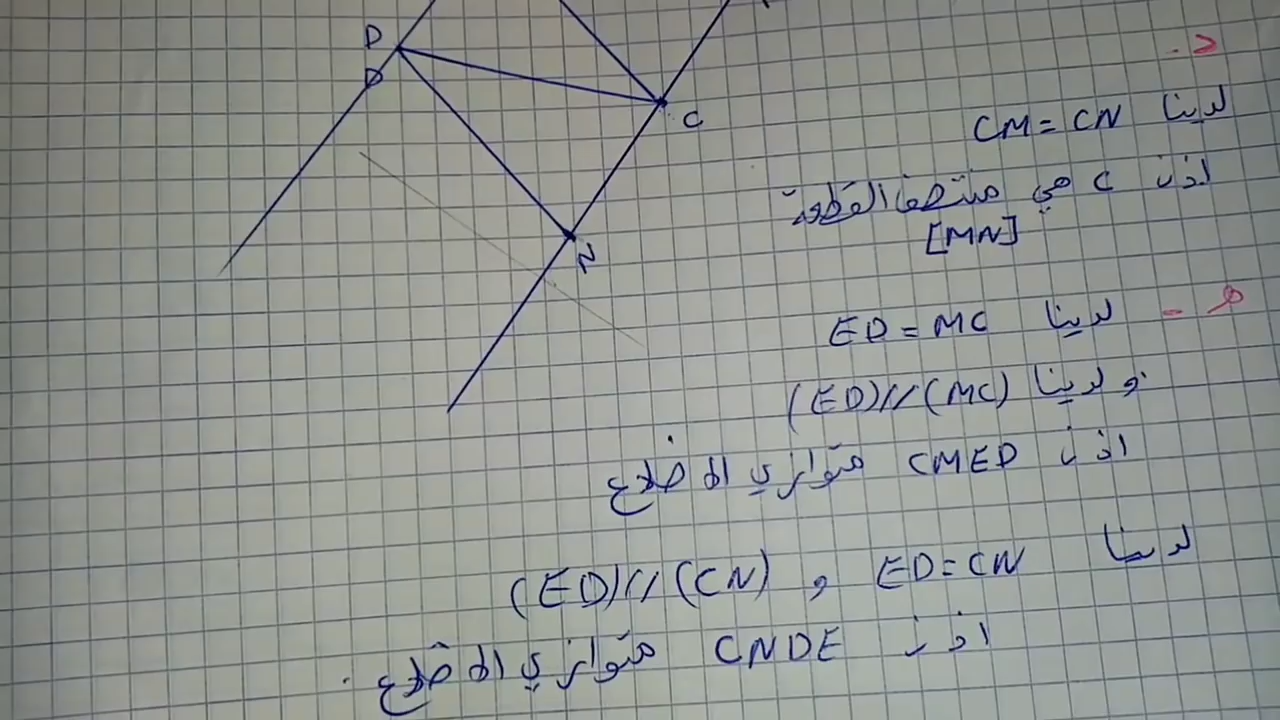 D
D
C
N
د-
لدينا CM = CN
اذن C هي منتصف القطعة
[MN]
هـ - لدينا ED = MC
و لدينا (ED)//(MC)
اذن CMED متوازي الاضلاع
لدينا ED = CN و (ED)//(CN)
اذن CNDE متوازي الاضلاع.